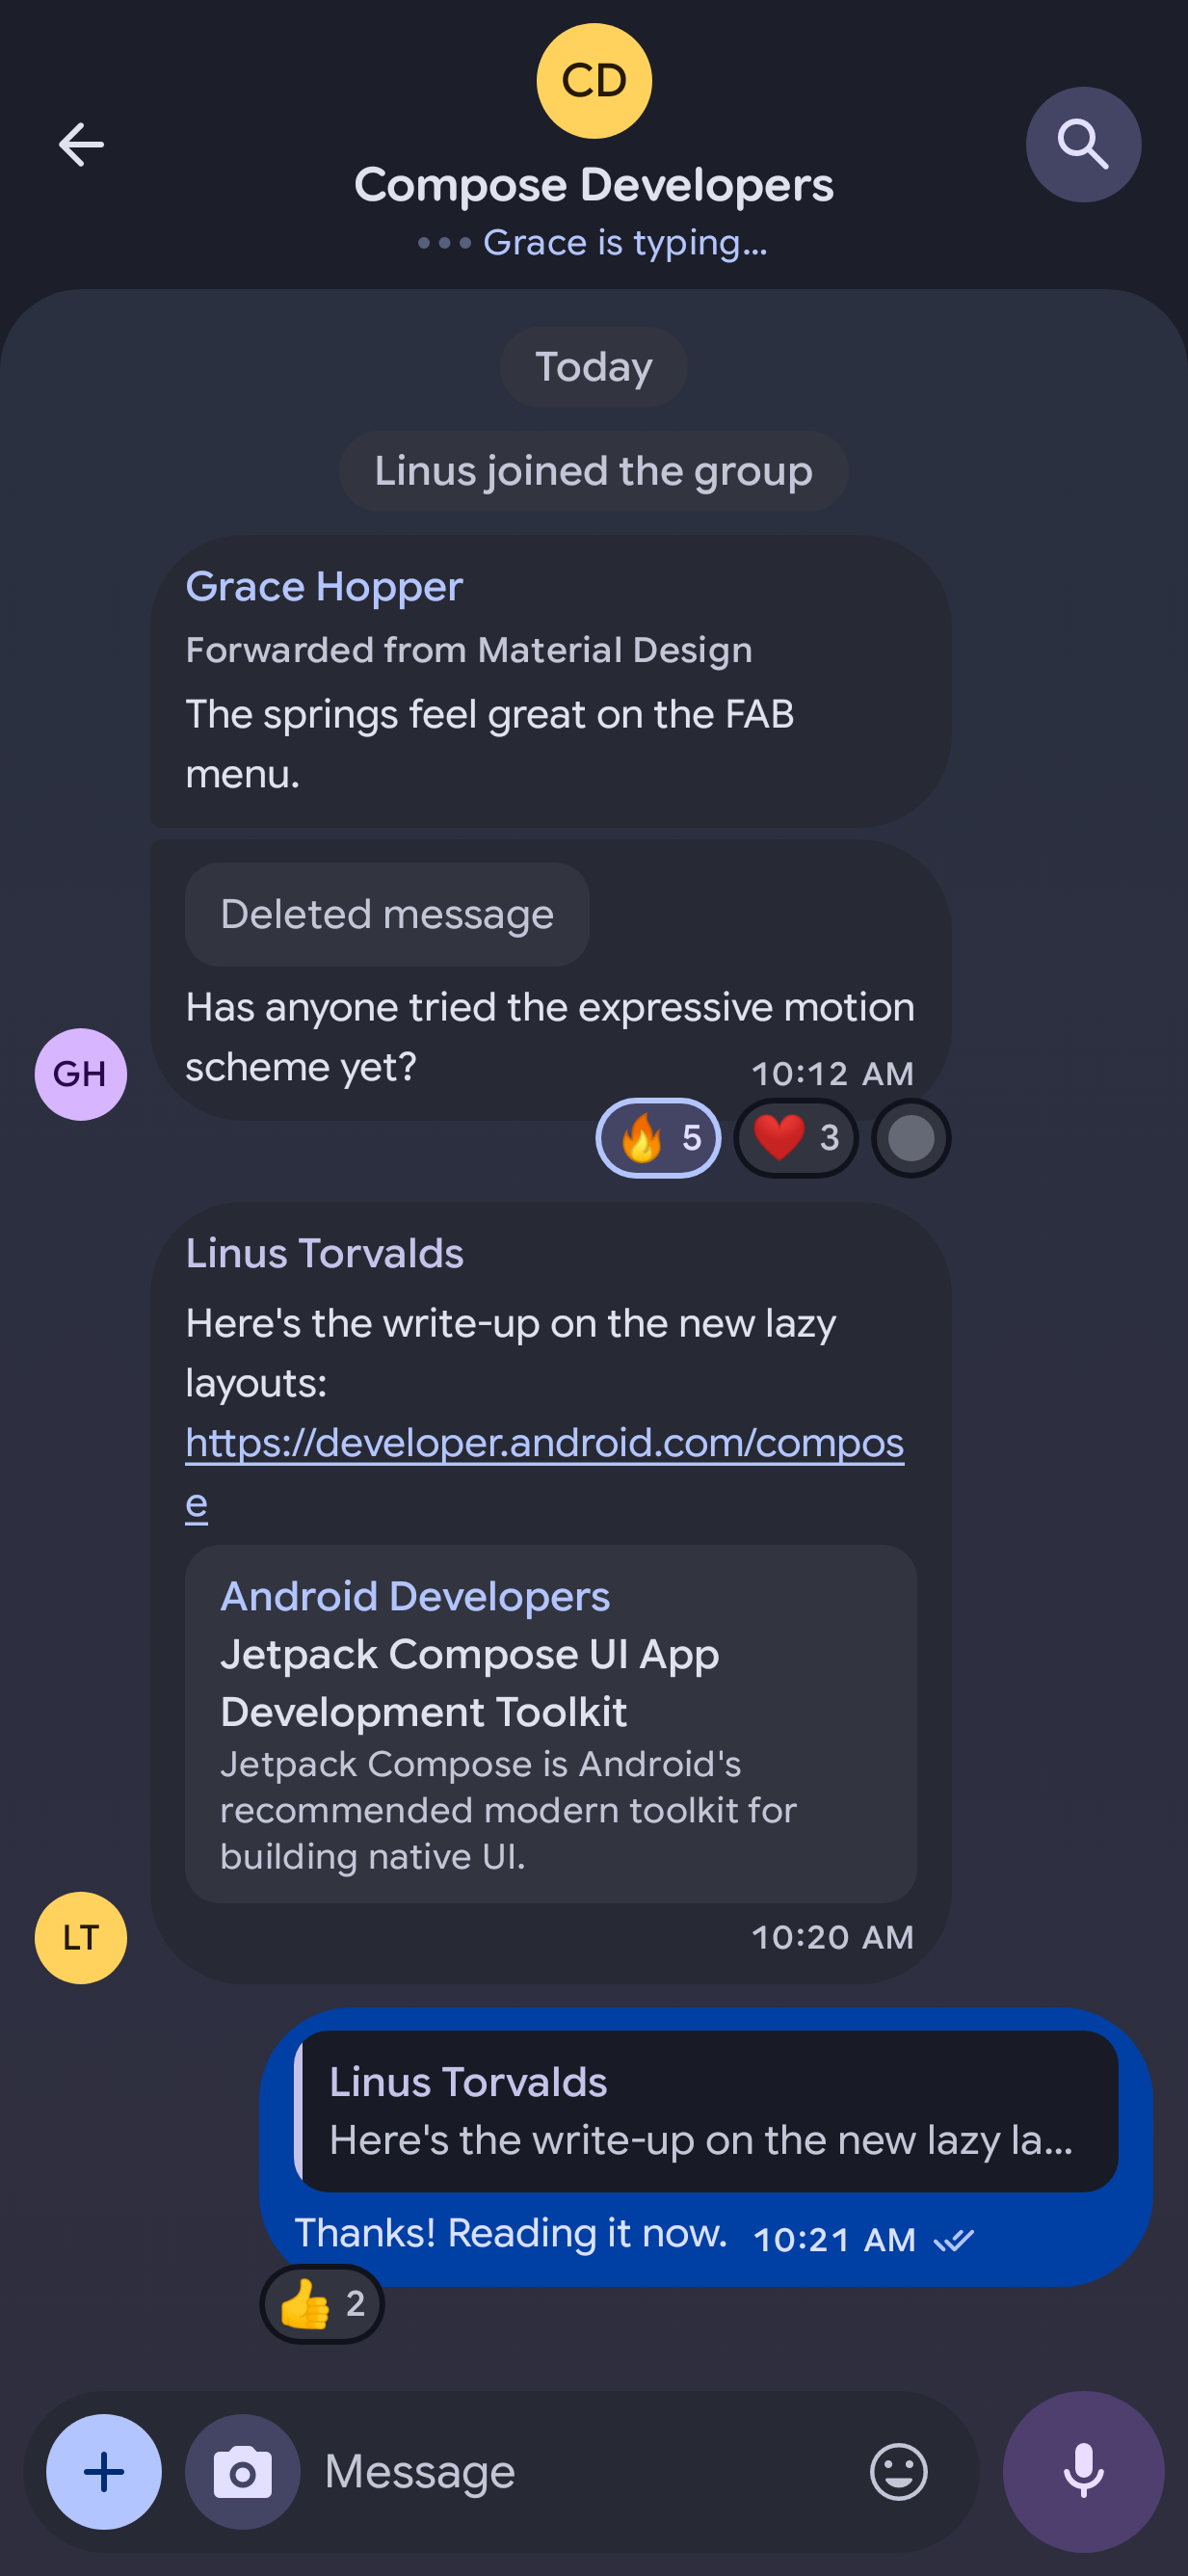 CD
Compose Developers
Grace is typing...
Today
Linus joined the group
Grace Hopper
Forwarded from Material Design
The springs feel great on the FAB
menu.
Deleted message
Has anyone tried the expressive motion
scheme yet?
10:12 AM
GH
🔥 5
❤️ 3
Linus Torvalds
Here's the write-up on the new lazy
layouts:
https://developer.android.com/compos
e
Android Developers
Jetpack Compose UI App
Development Toolkit
Jetpack Compose is Android's
recommended modern toolkit for
building native UI.
10:20 AM
LT
Linus Torvalds
Here's the write-up on the new lazy la...
Thanks! Reading it now. 10:21 AM
👍 2
Message